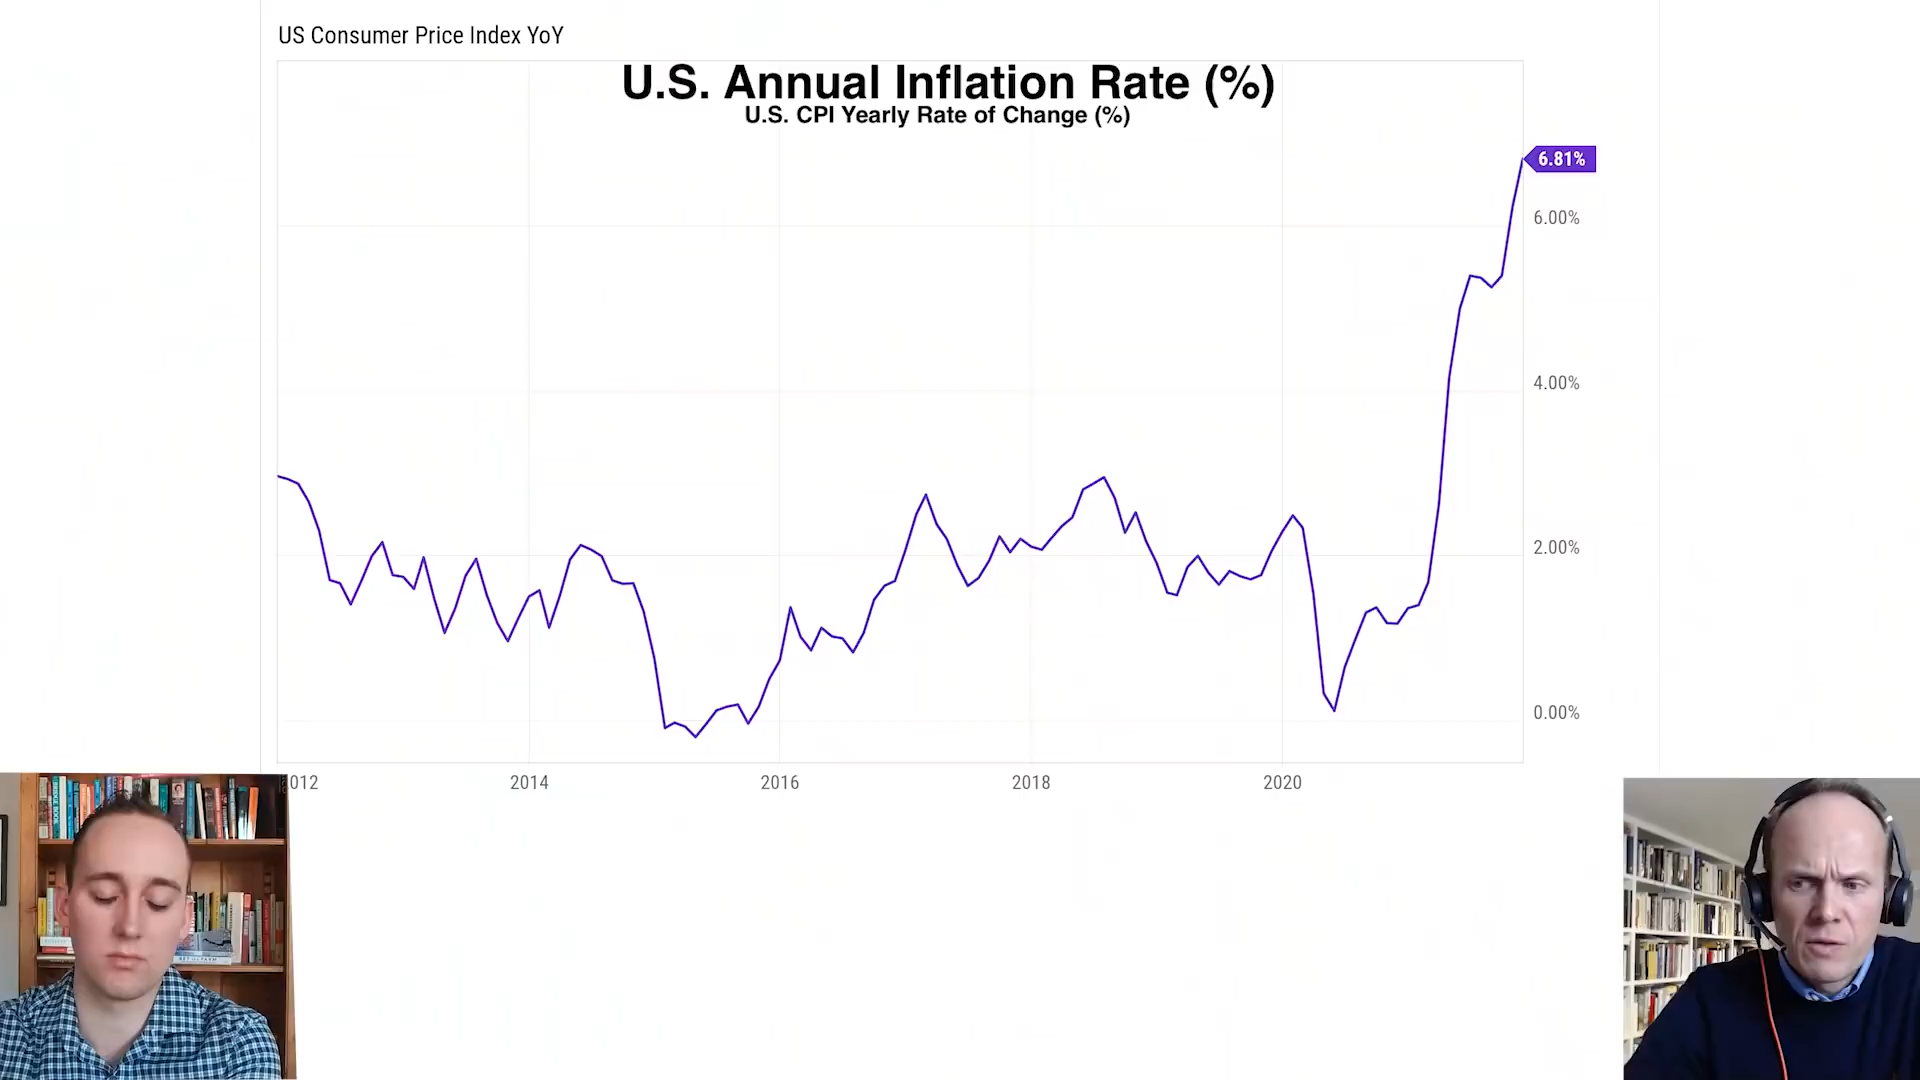 US Consumer Price Index YoY
U.S. Annual Inflation Rate (%)
U.S. CPI Yearly Rate of Change (%)
6.81%
6.00%
4.00%
2.00%
0.00%
012 2014 2016 2018 2020